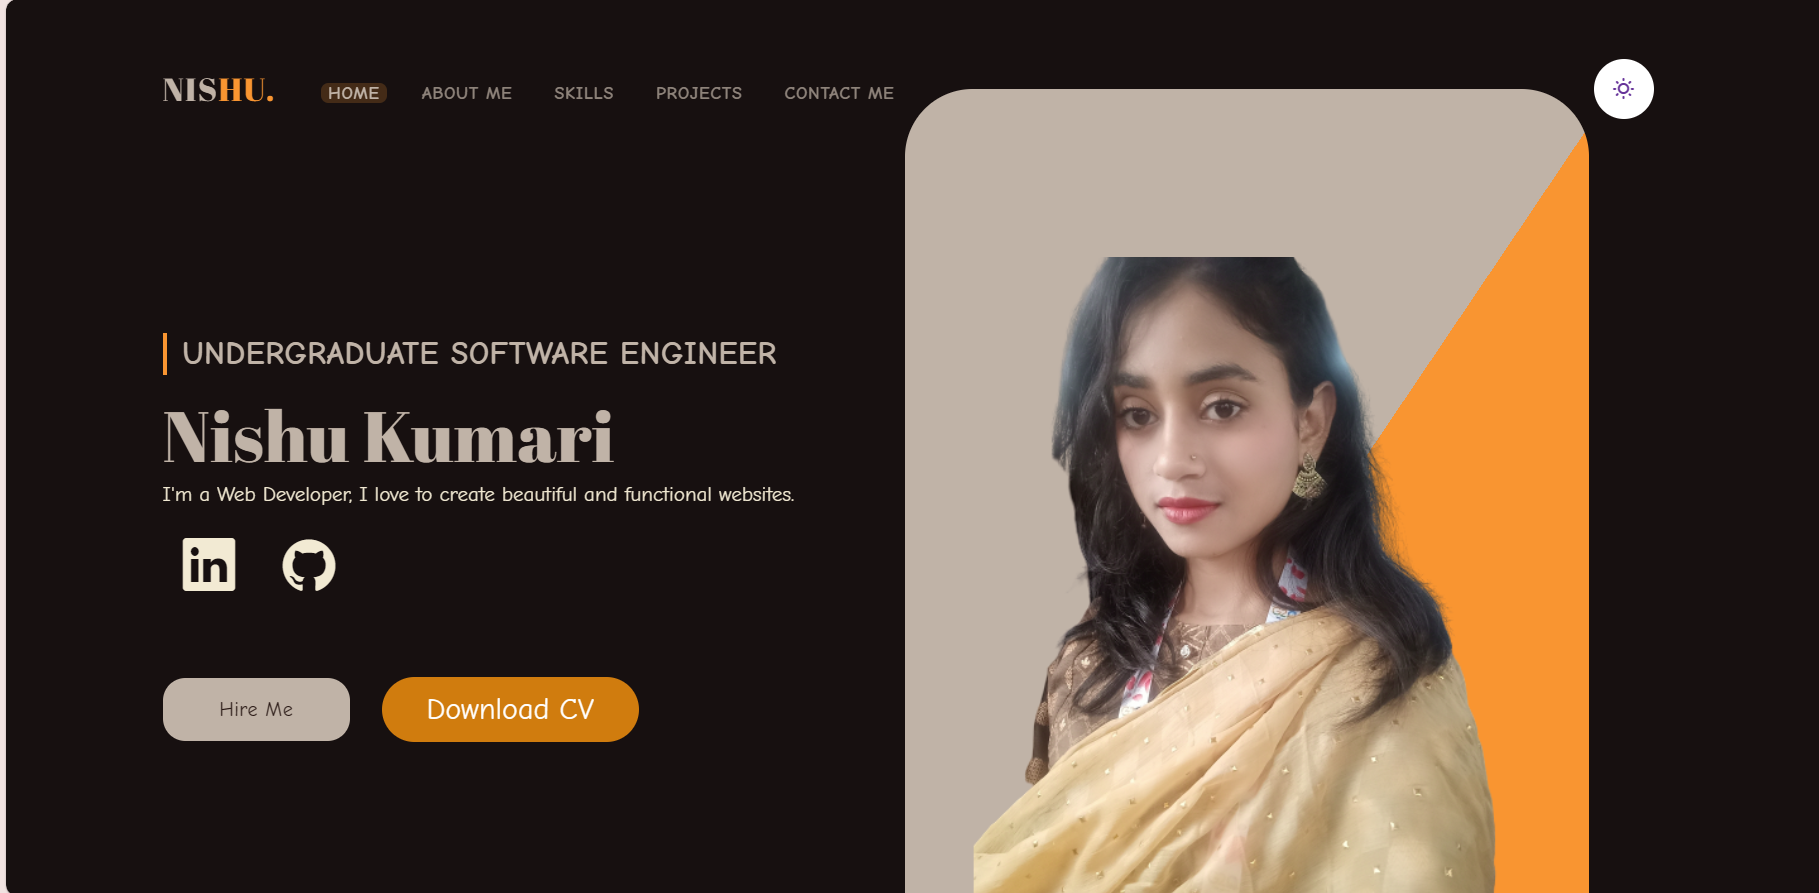 NISHU.
HOME ABOUT ME SKILLS PROJECTS CONTACT ME
UNDERGRADUATE SOFTWARE ENGINEER
Nishu Kumari
I'm a Web Developer, I love to create beautiful and functional websites.
in
Hire Me
Download CV